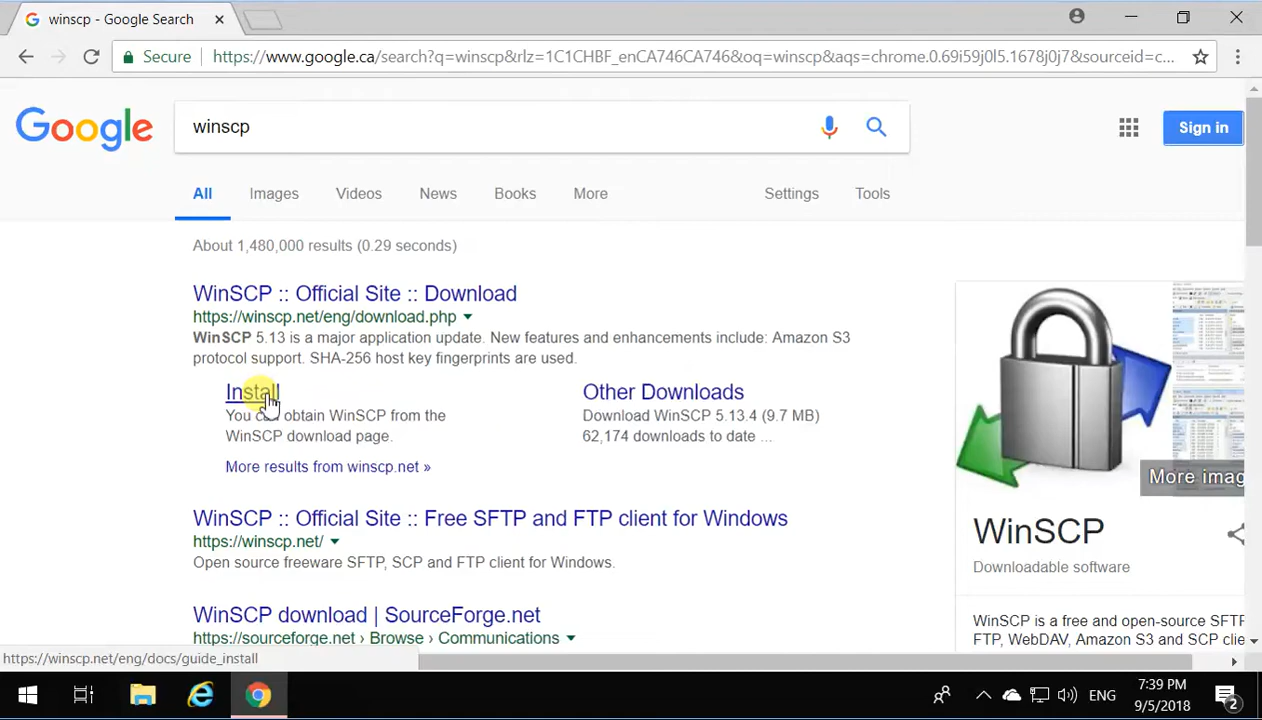 winscp - Google Search
Secure
https://www.google.ca/search?q=winscp&rlz=1C1CHBF_enCA746CA746&oq=winscp&aqs=chrome.0.69i59j0l5.1678j0j7&sourceid=c...
Google
winscp
Sign in
All Images Videos News Books More Settings Tools
About 1,480,000 results (0.29 seconds)
WinSCP :: Official Site :: Download
https://winscp.net/eng/download.php
WinSCP 5.13 is a major application update. New features and enhancements include: Amazon S3
protocol support. SHA-256 host key fingerprints are used.
Install
You can obtain WinSCP from the
WinSCP download page.
Other Downloads
Download WinSCP 5.13.4 (9.7 MB)
62,174 downloads to date ...
More results from winscp.net »
WinSCP :: Official Site :: Free SFTP and FTP client for Windows
https://winscp.net/
Open source freeware SFTP, SCP and FTP client for Windows.
WinSCP download | SourceForge.net
https://sourceforge.net › Browse › Communications
More imag
WinSCP
Downloadable software
WinSCP is a free and open-source SFTF
FTP, WebDAV, Amazon S3 and SCP clie
https://winscp.net/eng/docs/guide_install
ENG
7:39 PM
9/5/2018
2